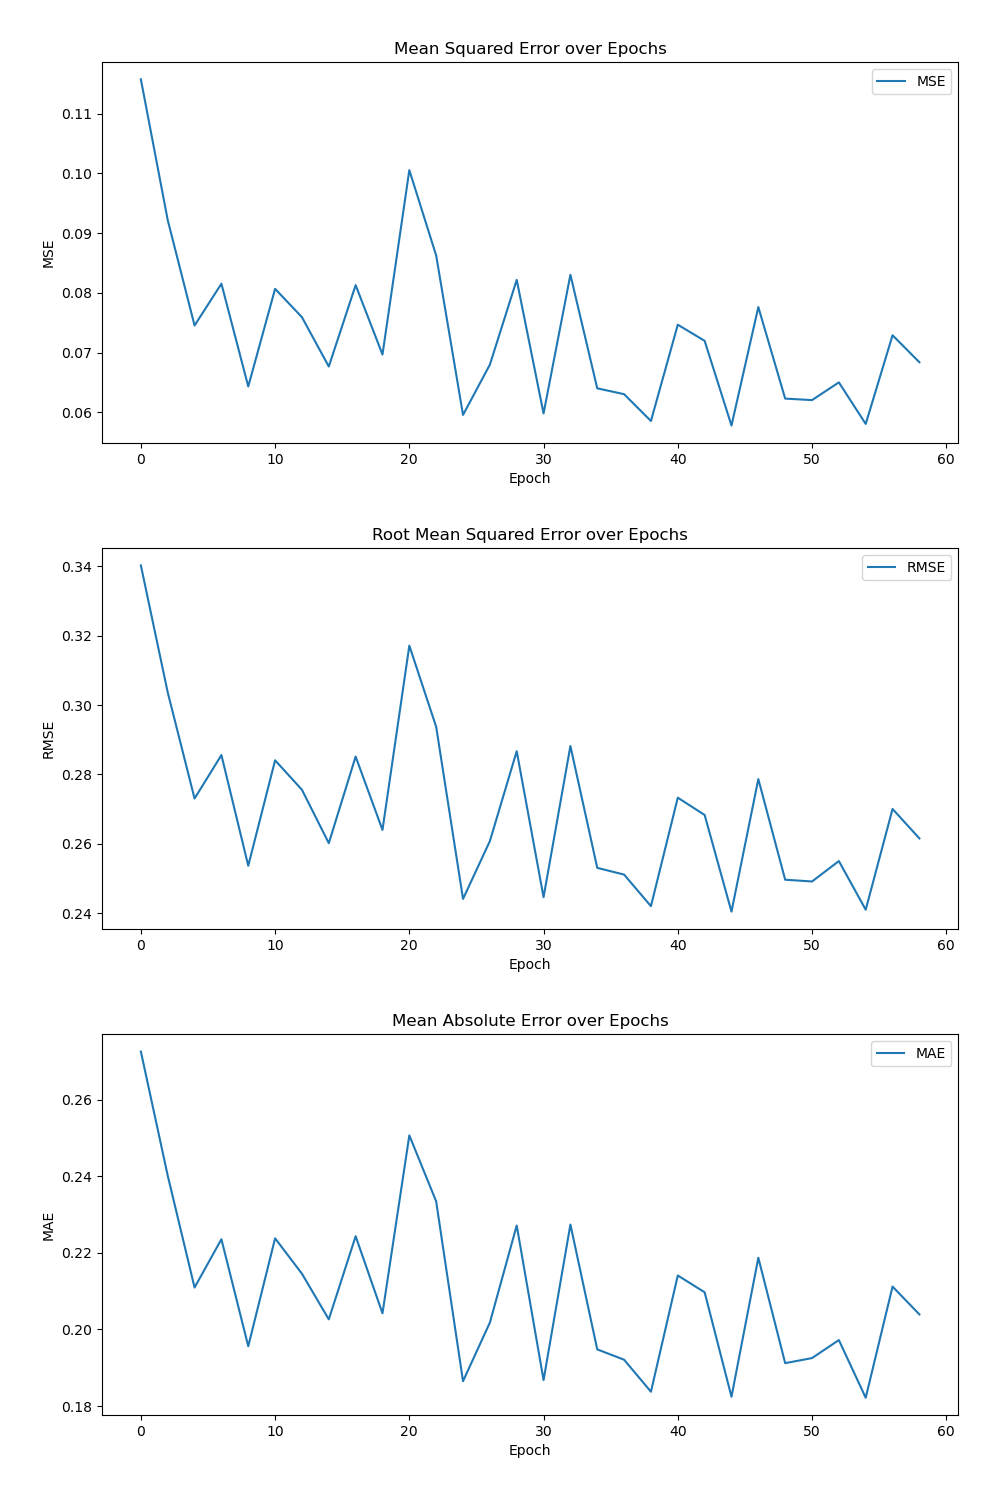 Mean Squared Error over Epochs
MSE
0.11
0.10
0.09
0.08
0.07
0.06
MSE
0 10 20 30 40 50 60
Epoch
Root Mean Squared Error over Epochs
RMSE
0.34
0.32
0.30
0.28
0.26
0.24
RMSE
0 10 20 30 40 50 60
Epoch
Mean Absolute Error over Epochs
MAE
0.26
0.24
0.22
0.20
0.18
MAE
0 10 20 30 40 50 60
Epoch